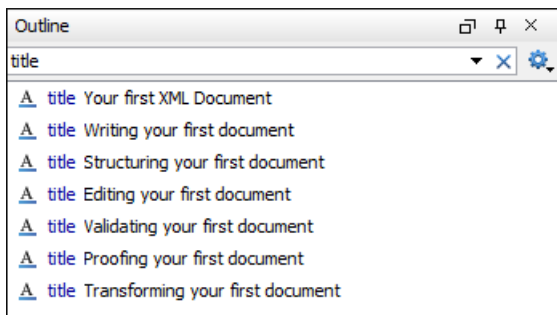 Outline
title
A title Your first XML Document
A title Writing your first document
A title Structuring your first document
A title Editing your first document
A title Validating your first document
A title Proofing your first document
A title Transforming your first document